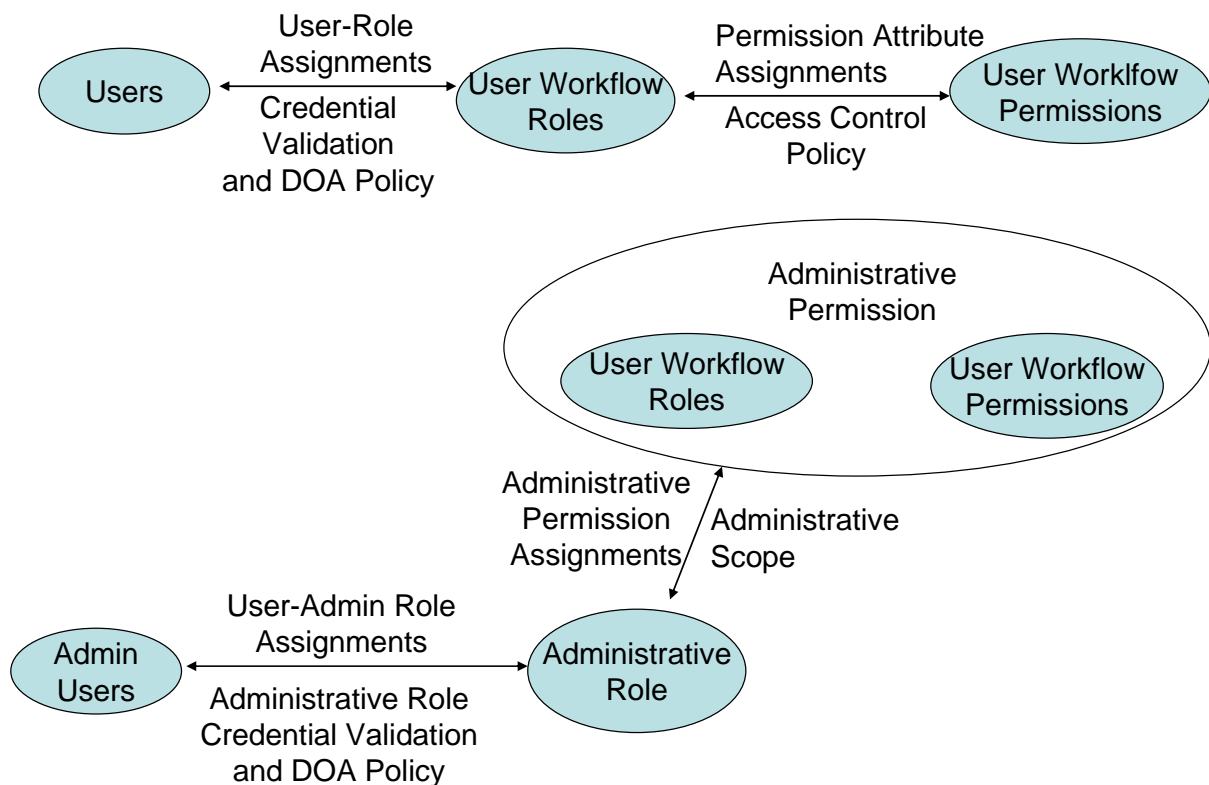 User-Role
Assignments
Users
Credential
Validation
and DOA Policy
User Workflow
Roles
Permission Attribute
Assignments
Access Control
Policy
User Worklfow
Permissions
Administrative
Permission
User Workflow
Roles
User Workflow
Permissions
Administrative
Permission
Assignments
Administrative
Scope
User-Admin Role
Assignments
Admin
Users
Administrative Role
Credential Validation
and DOA Policy
Administrative
Role